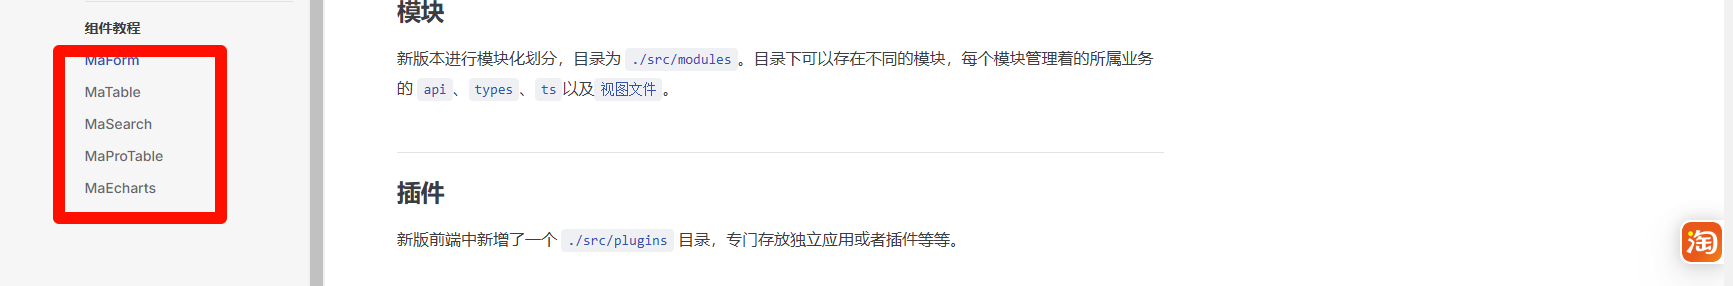 组件教程
MaForm
MaTable
MaSearch
MaProTable
MaEcharts
模块
新版本进行模块化划分，目录为 ./src/modules 。目录下可以存在不同的模块，每个模块管理着的所属业务
的 api 、 types 、 ts 以及 视图文件 。
插件
新版前端中新增了一个 ./src/plugins 目录，专门存放独立应用或者插件等等。
淘